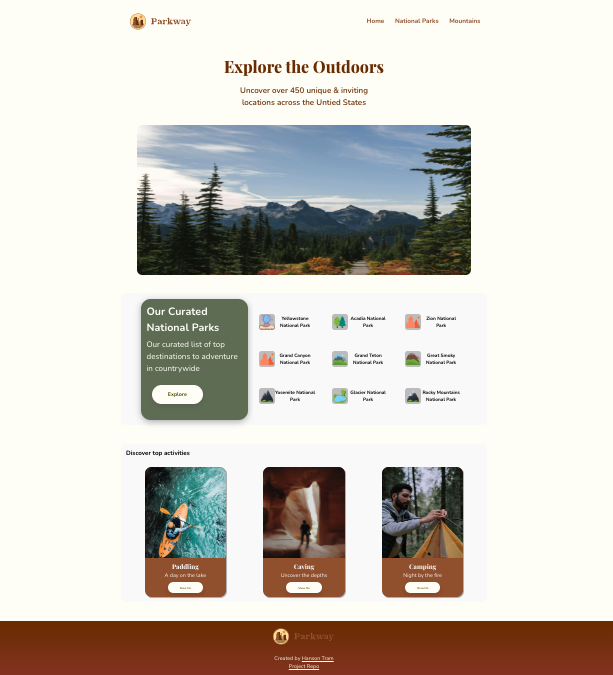 Parkway
Home National Parks Mountains
Explore the Outdoors
Uncover over 450 unique & inviting
locations across the Untied States
Our Curated
National Parks
Our curated list of top
destinations to adventure
in countrywide
Explore
Yellowstone
National Park
Acadia National
Park
Zion National
Park
Grand Canyon
National Park
Grand Teton
National Park
Great Smoky
National Park
Yosemite National
Park
Glacier National
Park
Rocky Mountains
National Park
Discover top activities
Paddling
A day on the lake
Caving
Uncover the depths
Camping
Night by the fire
Parkway
Created by Hanson Tram
Project Repo